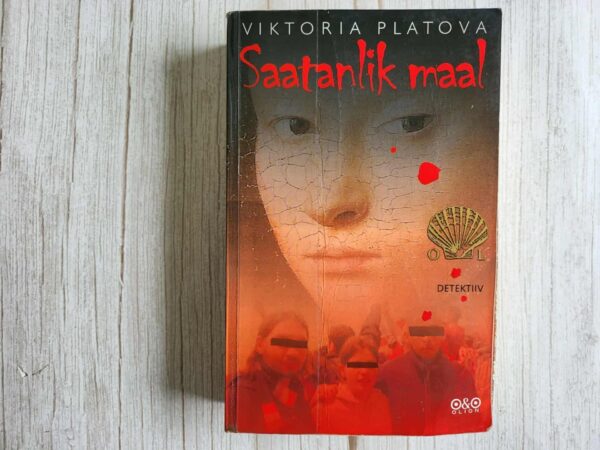 VIKTORIA PLATOVA
Saatanlik maal
O L
DETEKTIIV
O&O
OLION